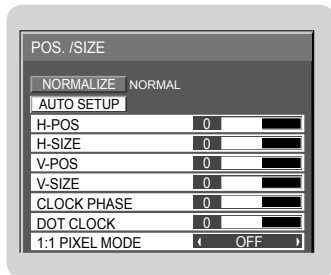 POS. /SIZE
NORMALIZE NORMAL
AUTO SETUP
H-POS 0
H-SIZE 0
V-POS 0
V-SIZE 0
CLOCK PHASE 0
DOT CLOCK 0
1:1 PIXEL MODE OFF